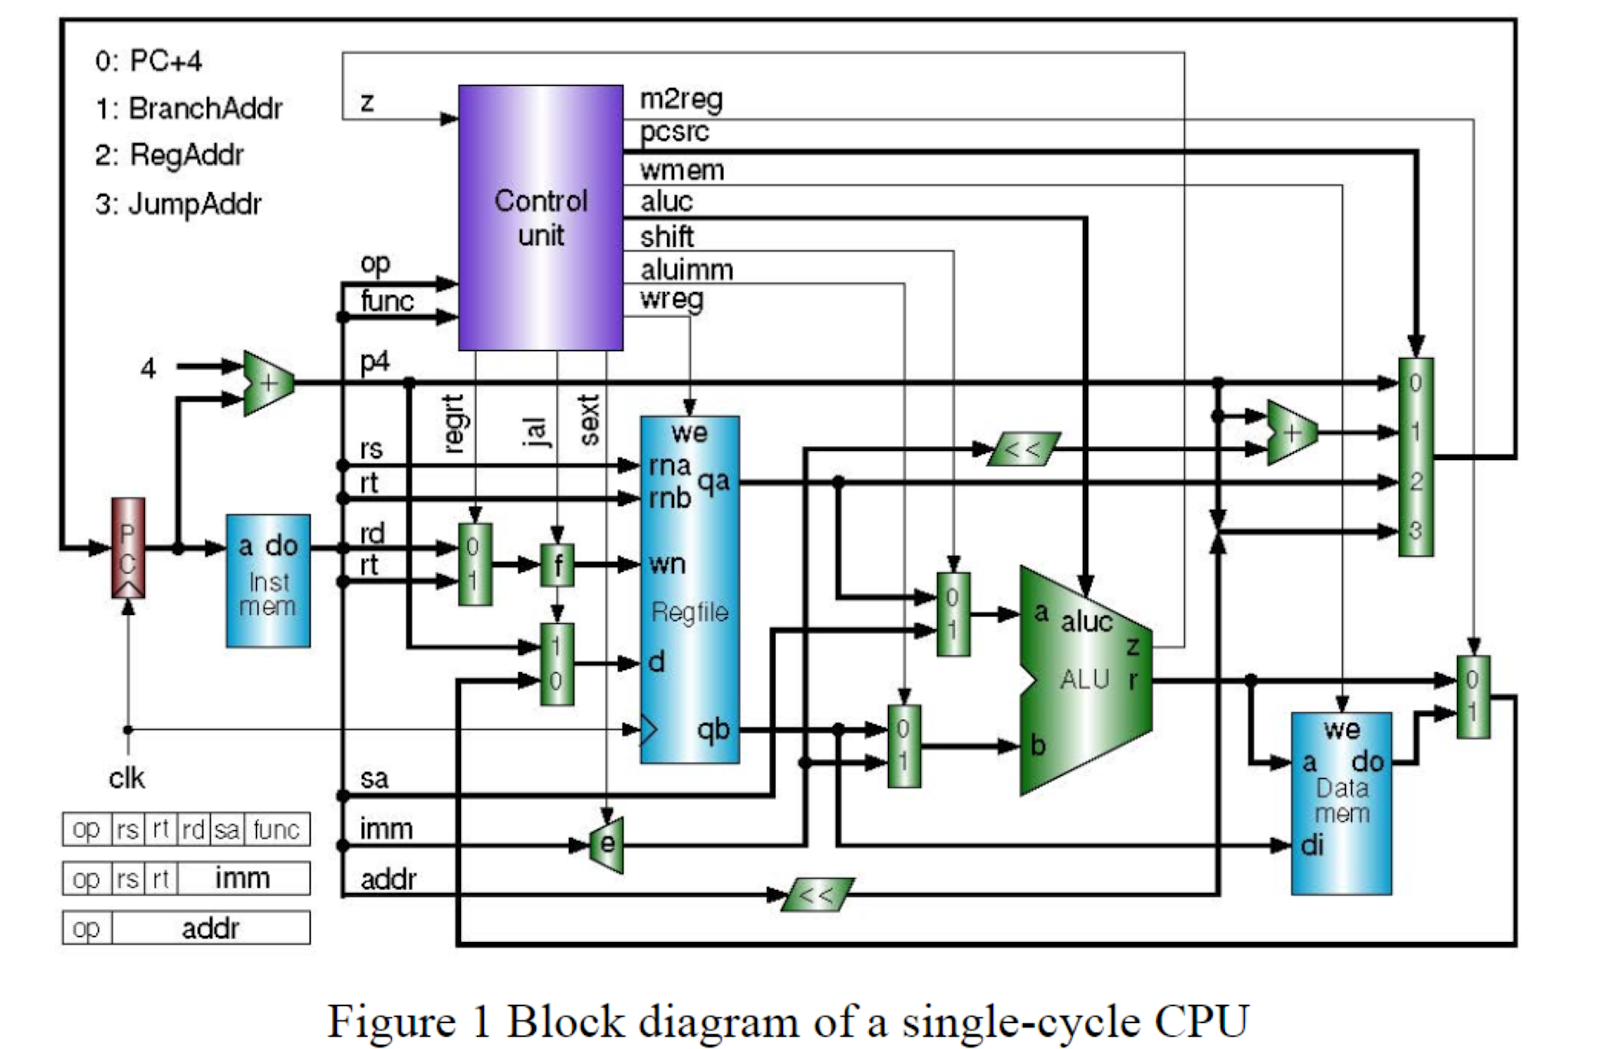 0: PC+4
1: BranchAddr
2: RegAddr
3: JumpAddr
z
Control
unit
m2reg
pcsrc
wmem
aluc
shift
aluimm
wreg
op
func
4
+
p4
regrt
jal
sext
rs
rt
rd
rt
PC
a do
Inst
mem
0
1
f
1
0
we
rna
rnb
qa
wn
Regfile
d
qb
<<
+
0
1
2
3
0
1
0
1
a
aluc
z
ALU
r
b
0
1
we
a do
Data
mem
di
clk
sa
imm
e
addr
<<
op rs rt rd sa func
op rs rt imm
op addr
Figure 1 Block diagram of a single-cycle CPU